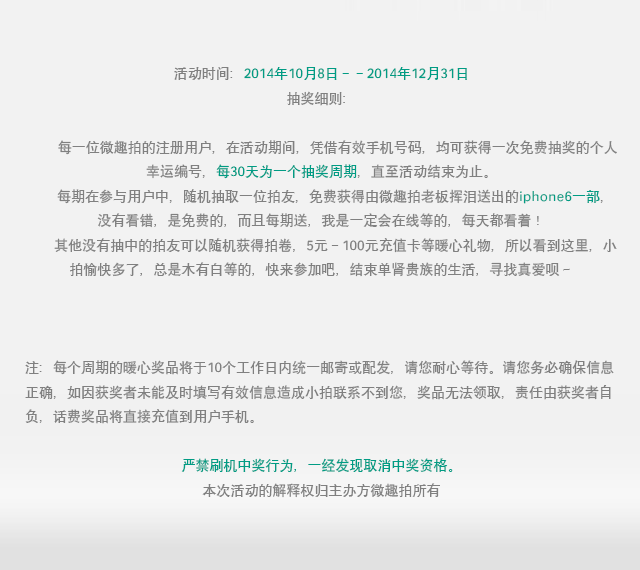 活动时间: 2014年10月8日－－2014年12月31日
抽奖细则:
每一位微趣拍的注册用户，在活动期间，凭借有效手机号码，均可获得一次免费抽奖的个人
幸运编号，每30天为一个抽奖周期，直至活动结束为止。
每期在参与用户中，随机抽取一位拍友，免费获得由微趣拍老板挥泪送出的iphone6一部，
没有看错，是免费的，而且每期送，我是一定会在线等的，每天都看着！
其他没有抽中的拍友可以随机获得拍卷，5元－100元充值卡等暖心礼物，所以看到这里，小
拍愉快多了，总是木有白等的，快来参加吧，结束单肾贵族的生活，寻找真爱呗～
注: 每个周期的暖心奖品将于10个工作日内统一邮寄或配发，请您耐心等待。请您务必确保信息
正确，如因获奖者未能及时填写有效信息造成小拍联系不到您，奖品无法领取，责任由获奖者自
负，话费奖品将直接充值到用户手机。
严禁刷机中奖行为，一经发现取消中奖资格。
本次活动的解释权归主办方微趣拍所有